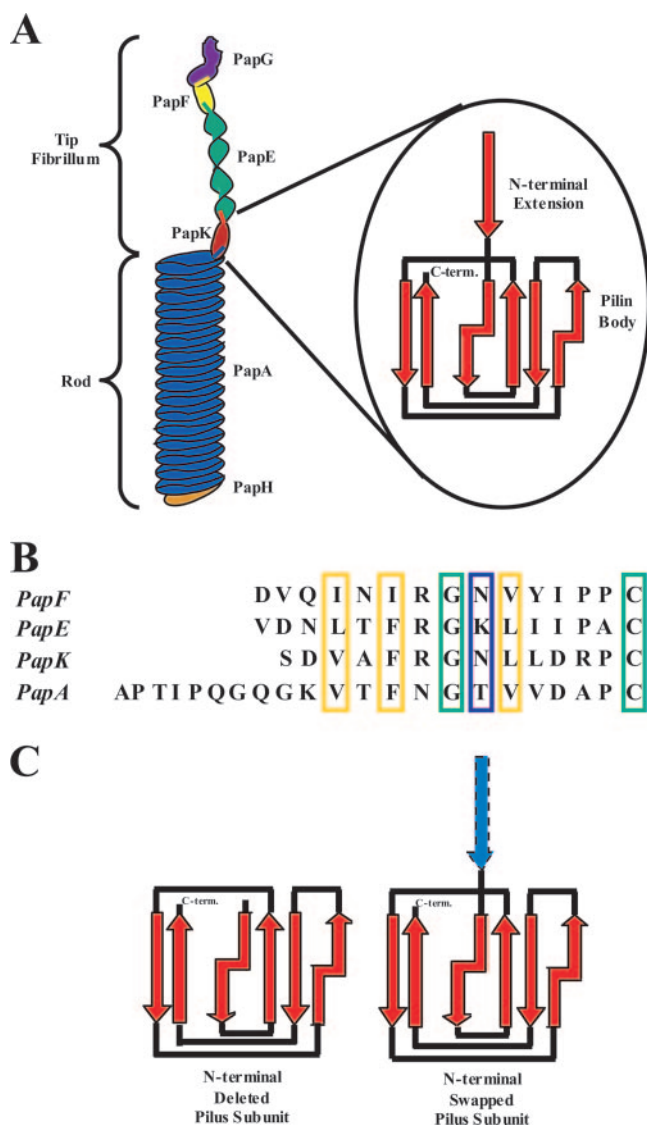 A
PapG
PapF
Tip
Fibrillum
PapE
PapK
N-terminal
Extension
C-term.
Pilin
Body
Rod
PapA
PapH
B
PapF D V Q I N I R G N V Y I P P C
PapE V D N L T F R G K L I I P A C
PapK S D V A F R G N L L D R P C
PapA A P T I P Q G Q G K V T F N G T V V D A P C
C
C-term.
C-term.
N-terminal
Deleted
Pilus Subunit
N-terminal
Swapped
Pilus Subunit